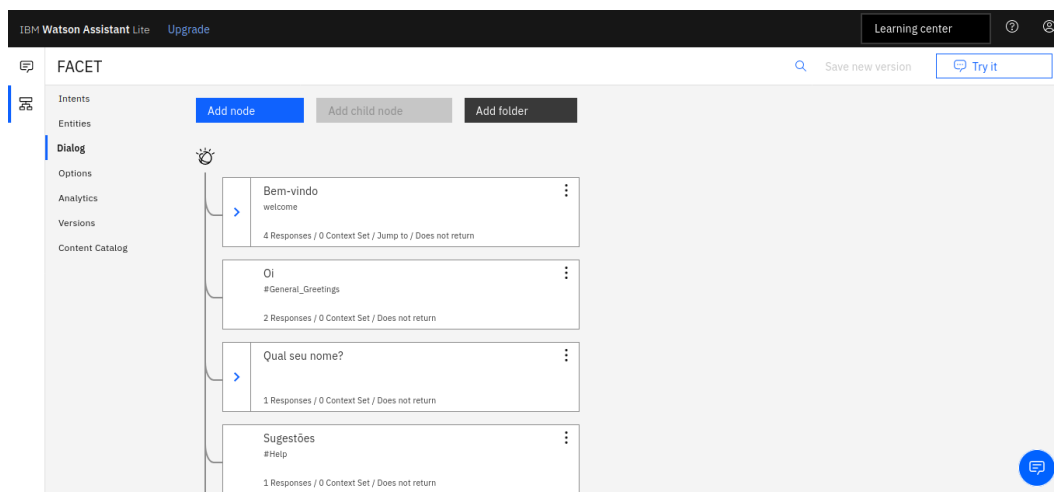 IBM Watson Assistant Lite Upgrade Learning center
FACET Save new version Try it
Intents
Entities
Dialog
Options
Analytics
Versions
Content Catalog
Add node Add child node Add folder
Bem-vindo
welcome
4 Responses / 0 Context Set / Jump to / Does not return
Oi
#General_Greetings
2 Responses / 0 Context Set / Does not return
Qual seu nome?
1 Responses / 0 Context Set / Does not return
Sugestões
#Help
1 Responses / 0 Context Set / Does not return